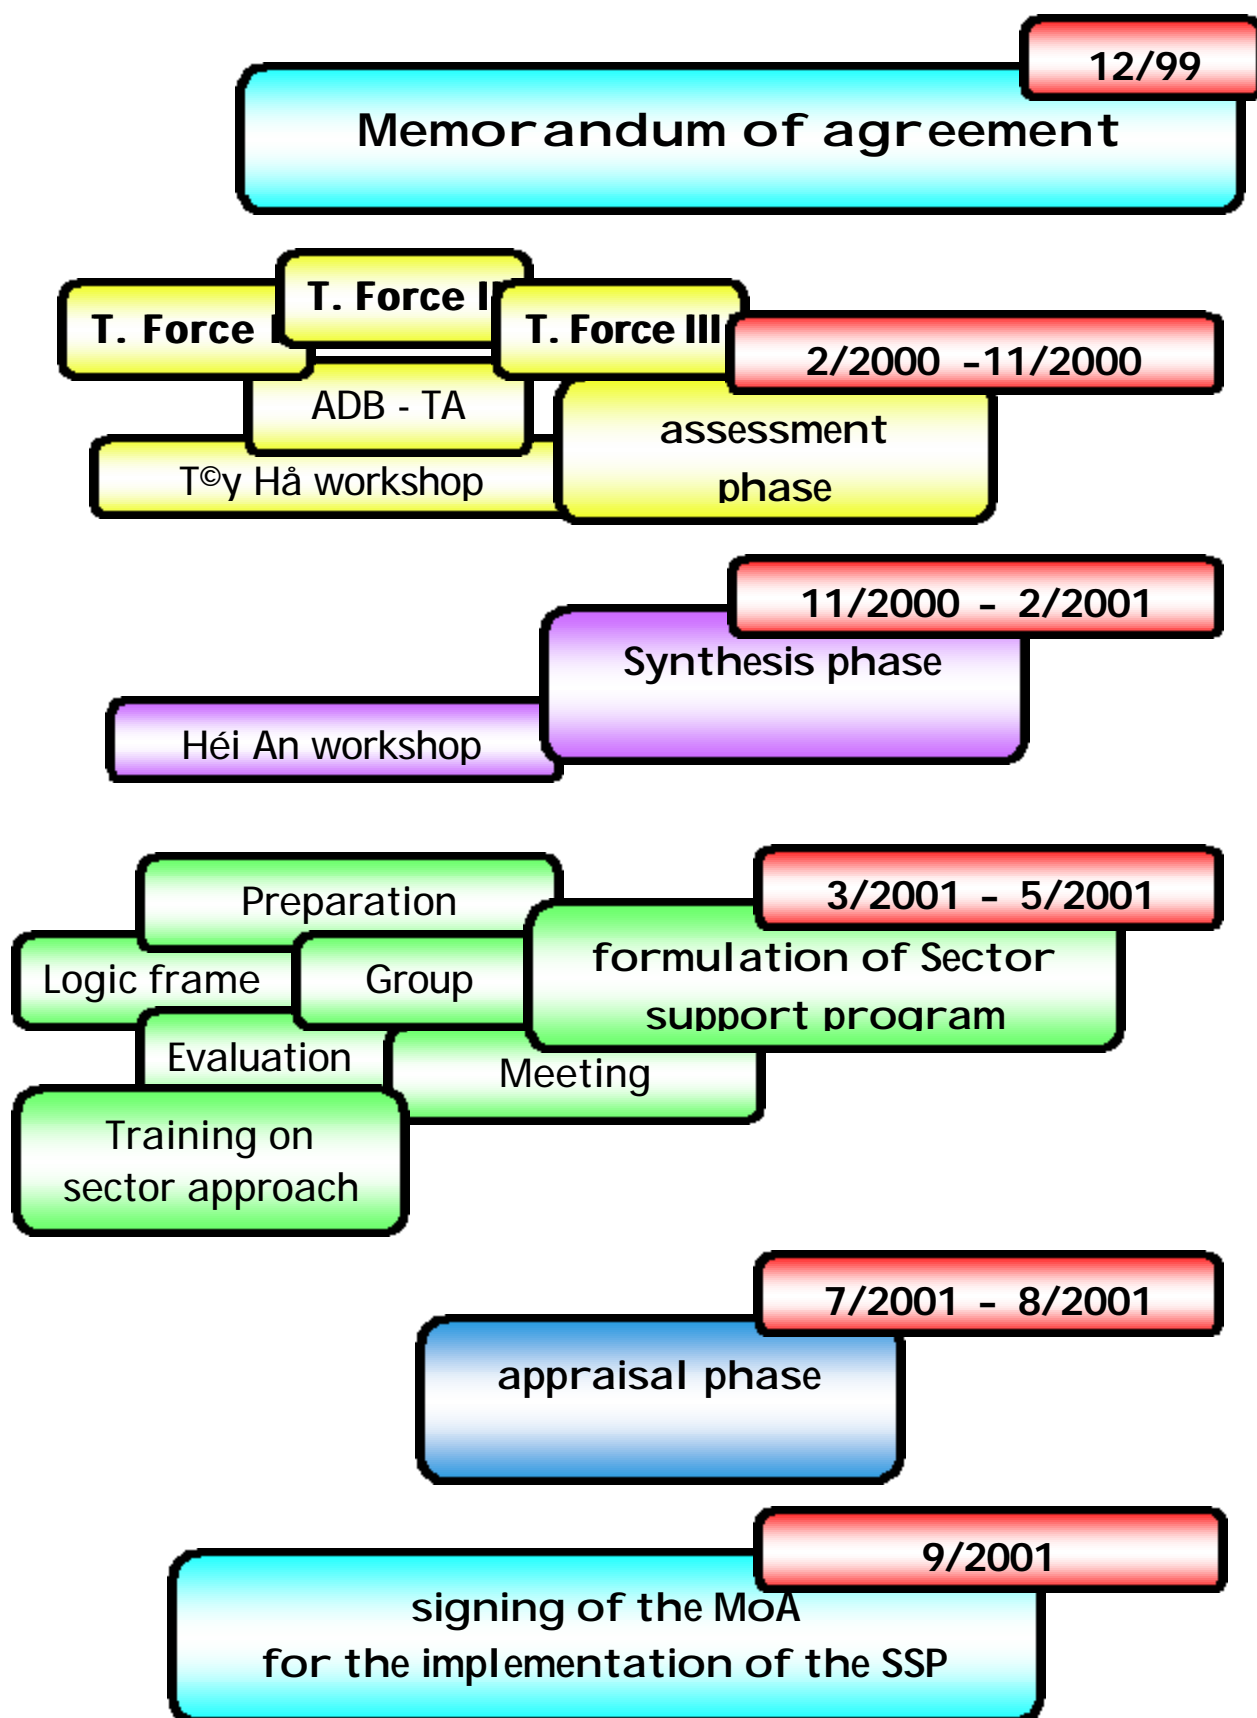 12/99
Memorandum of agreement
T. Force I
T. Force II
T. Force III
2/2000 -11/2000
ADB - TA
assessment
phase
T©y Hå workshop
11/2000 - 2/2001
Synthesis phase
Héi An workshop
3/2001 - 5/2001
Preparation
formulation of Sector
support program
Logic frame
Group
Evaluation
Meeting
Training on
sector approach
7/2001 - 8/2001
appraisal phase
9/2001
signing of the MoA
for the implementation of the SSP